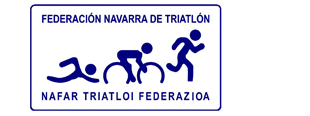 FEDERACIÓN NAVARRA DE TRIATLÓN
NAFAR TRIATLOI FEDERAZIOA